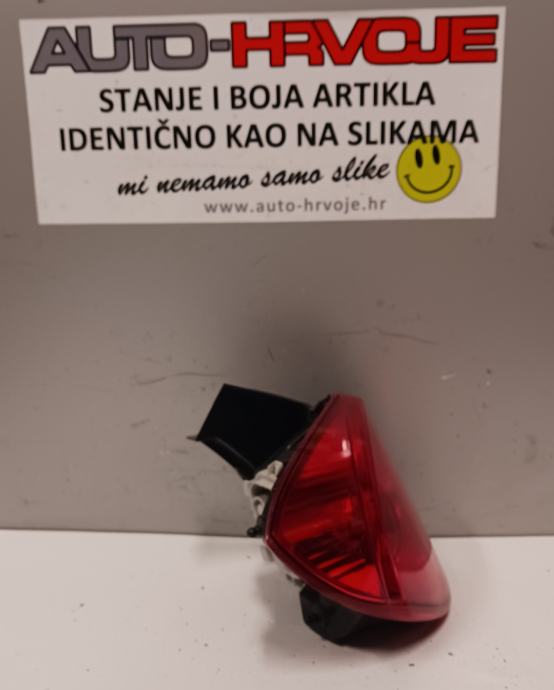 AUTO-HRVOJE
STANJE I BOJA ARTIKLA
IDENTIČNO KAO NA SLIKAMA
mi nemamo samo slike
www.auto-hrvoje.hr